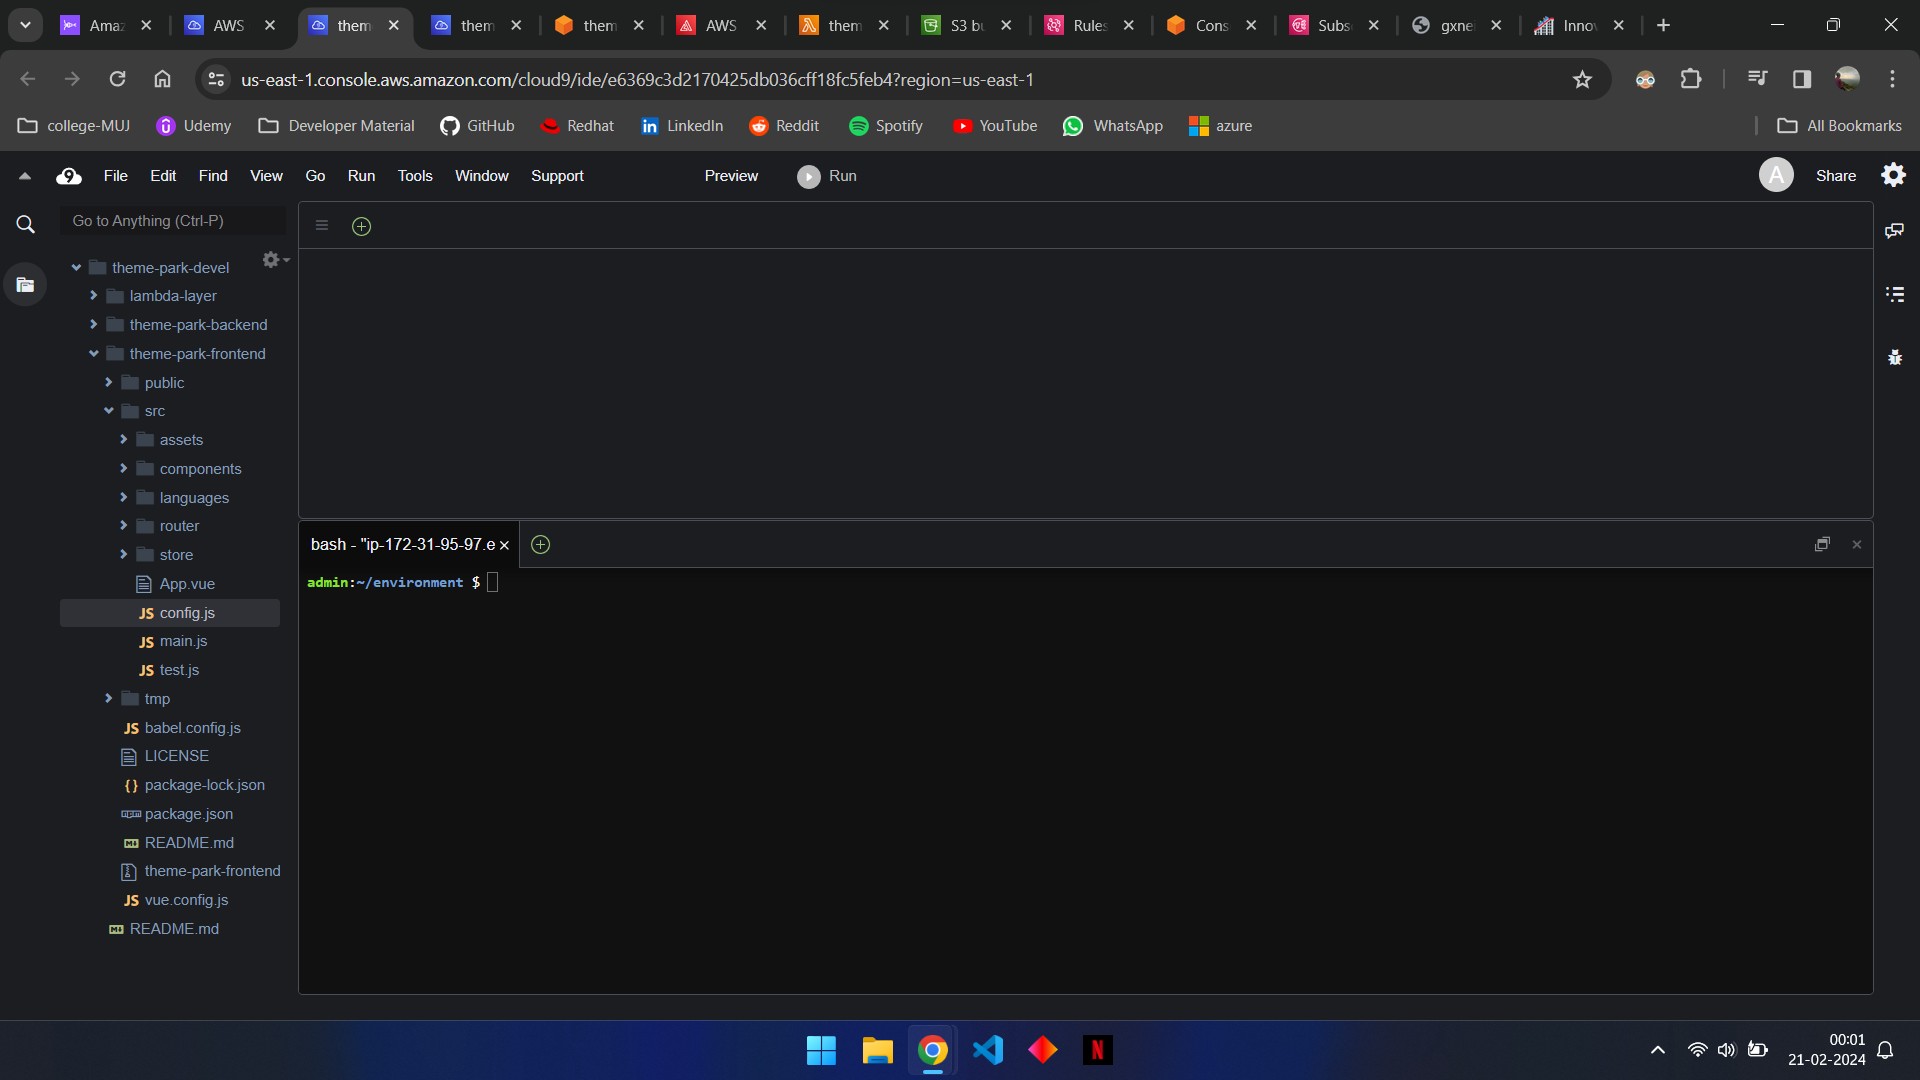 Amaz
AWS
them
them
them
AWS
them
S3 bu
Rules
Cons
Subs
gxne
Inno
us-east-1.console.aws.amazon.com/cloud9/ide/e6369c3d2170425db036cff18fc5feb4?region=us-east-1
college-MUJ
Udemy
Developer Material
GitHub
Redhat
LinkedIn
Reddit
Spotify
YouTube
WhatsApp
azure
All Bookmarks
File Edit Find View Go Run Tools Window Support Preview Run
A Share
Go to Anything (Ctrl-P)
theme-park-devel
lambda-layer
theme-park-backend
theme-park-frontend
public
src
assets
components
languages
router
store
App.vue
JS config.js
JS main.js
JS test.js
tmp
JS babel.config.js
LICENSE
{ } package-lock.json
package.json
README.md
theme-park-frontend
JS vue.config.js
README.md
bash - "ip-172-31-95-97.e
admin:~/environment $
00:01
21-02-2024